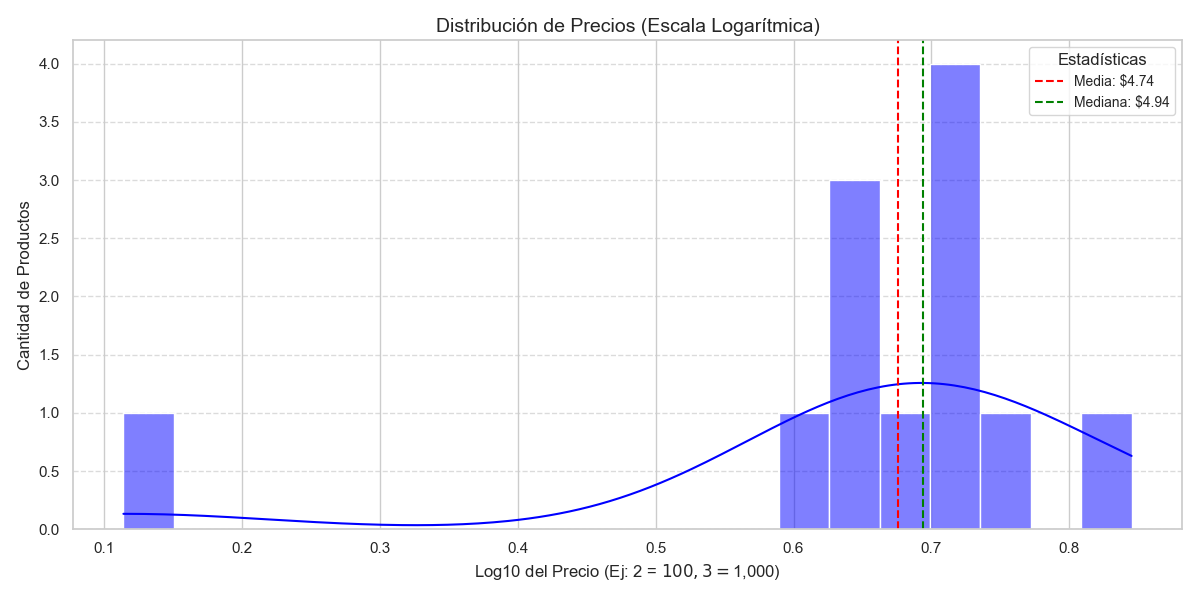 Distribución de Precios (Escala Logarítmica)
Estadísticas
Media: $4.74
Mediana: $4.94
Cantidad de Productos
4.0
3.5
3.0
2.5
2.0
1.5
1.0
0.5
0.0
0.1 0.2 0.3 0.4 0.5 0.6 0.7 0.8
Log10 del Precio (Ej: 2 = 100, 3 = 1,000)